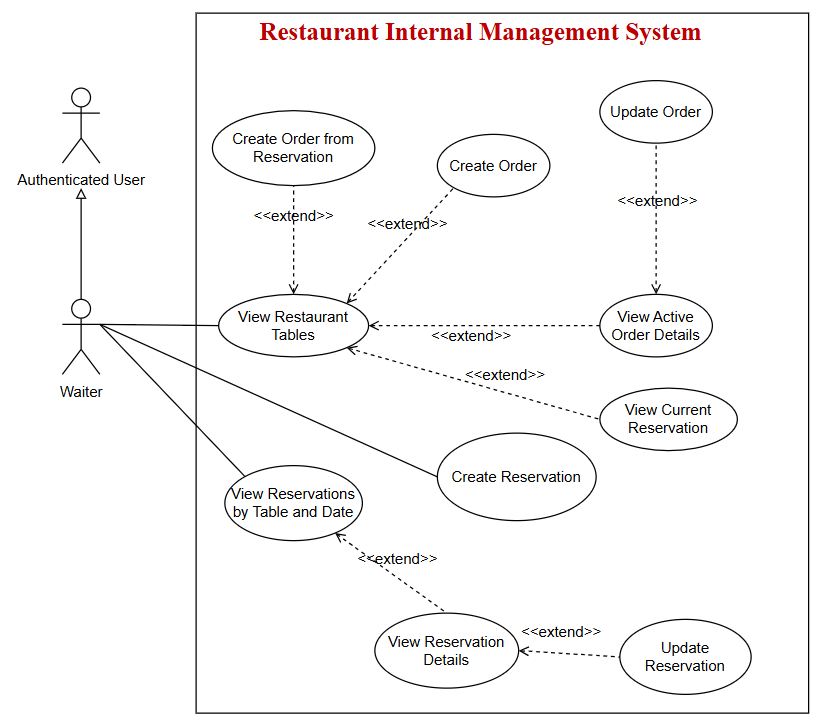 Restaurant Internal Management System
Update Order
Create Order from
Reservation
Create Order
Authenticated User
<<extend>>
<<extend>>
<<extend>>
View Restaurant
Tables
View Active
Order Details
<<extend>>
Waiter
<<extend>>
View Current
Reservation
Create Reservation
View Reservations
by Table and Date
<<extend>>
<<extend>>
View Reservation
Details
Update
Reservation